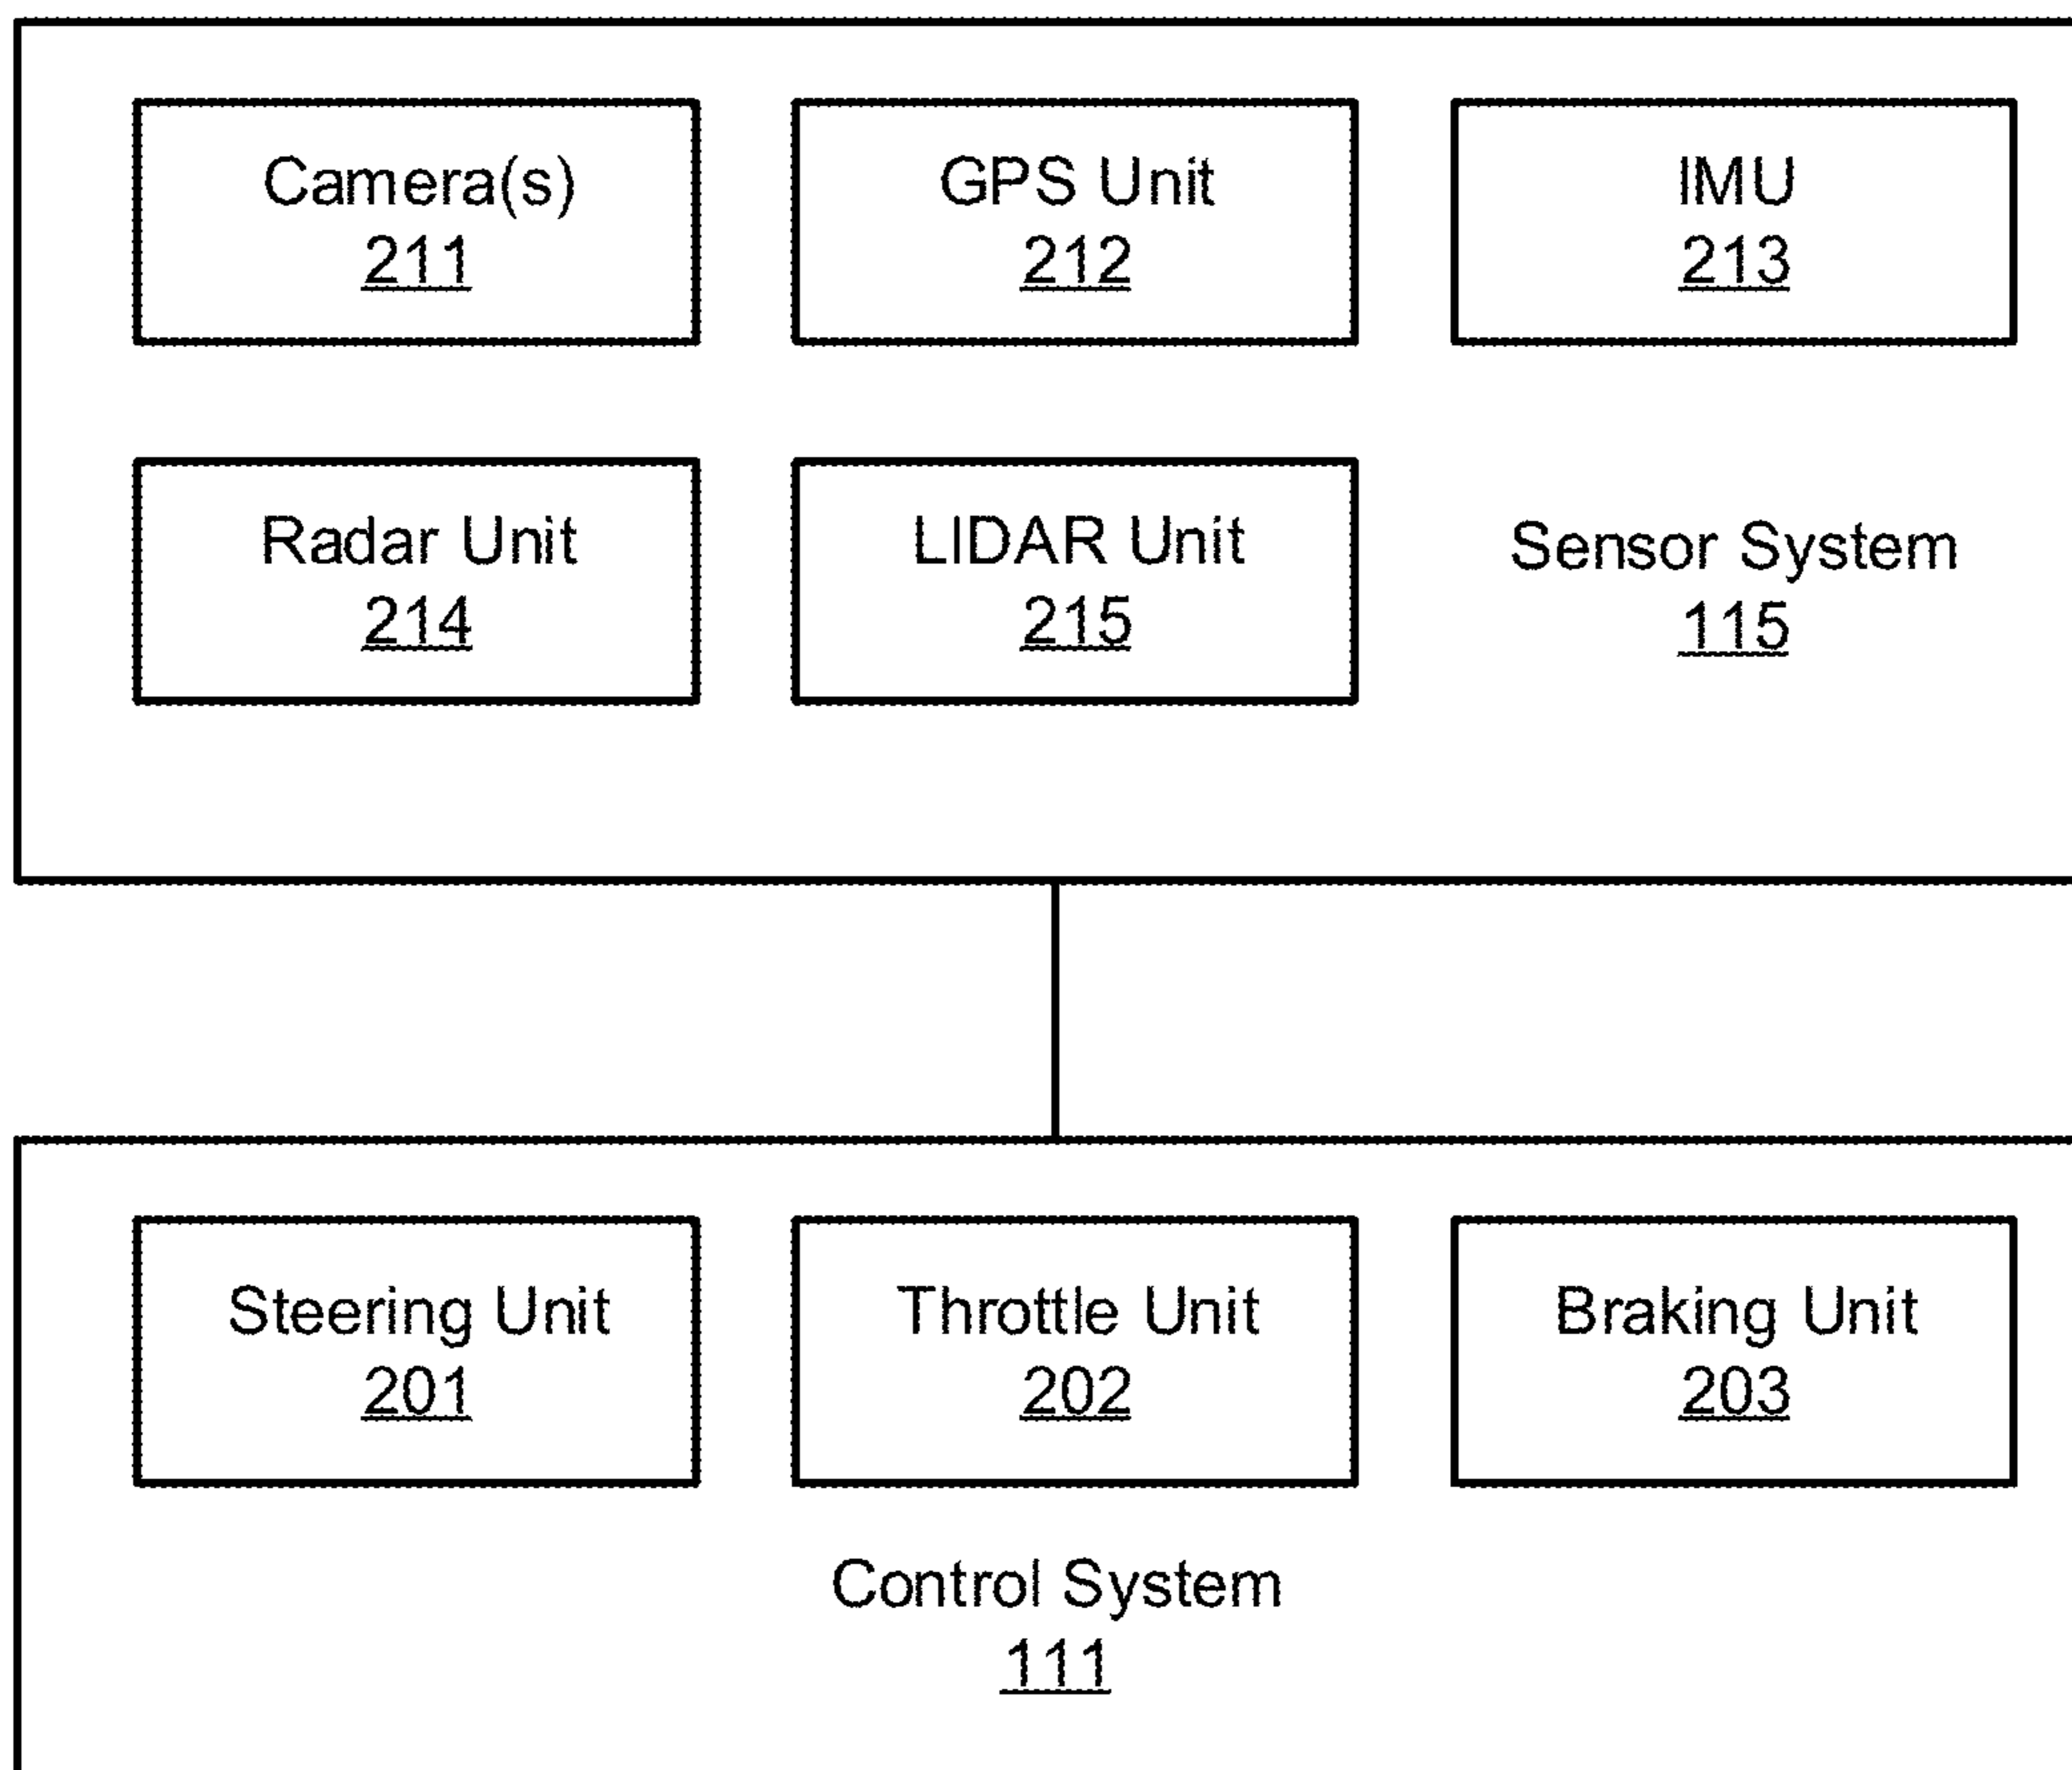 Camera(s)
211
GPS Unit
212
IMU
213
Radar Unit
214
LIDAR Unit
215
Sensor System
115
Steering Unit
201
Throttle Unit
202
Braking Unit
203
Control System
111